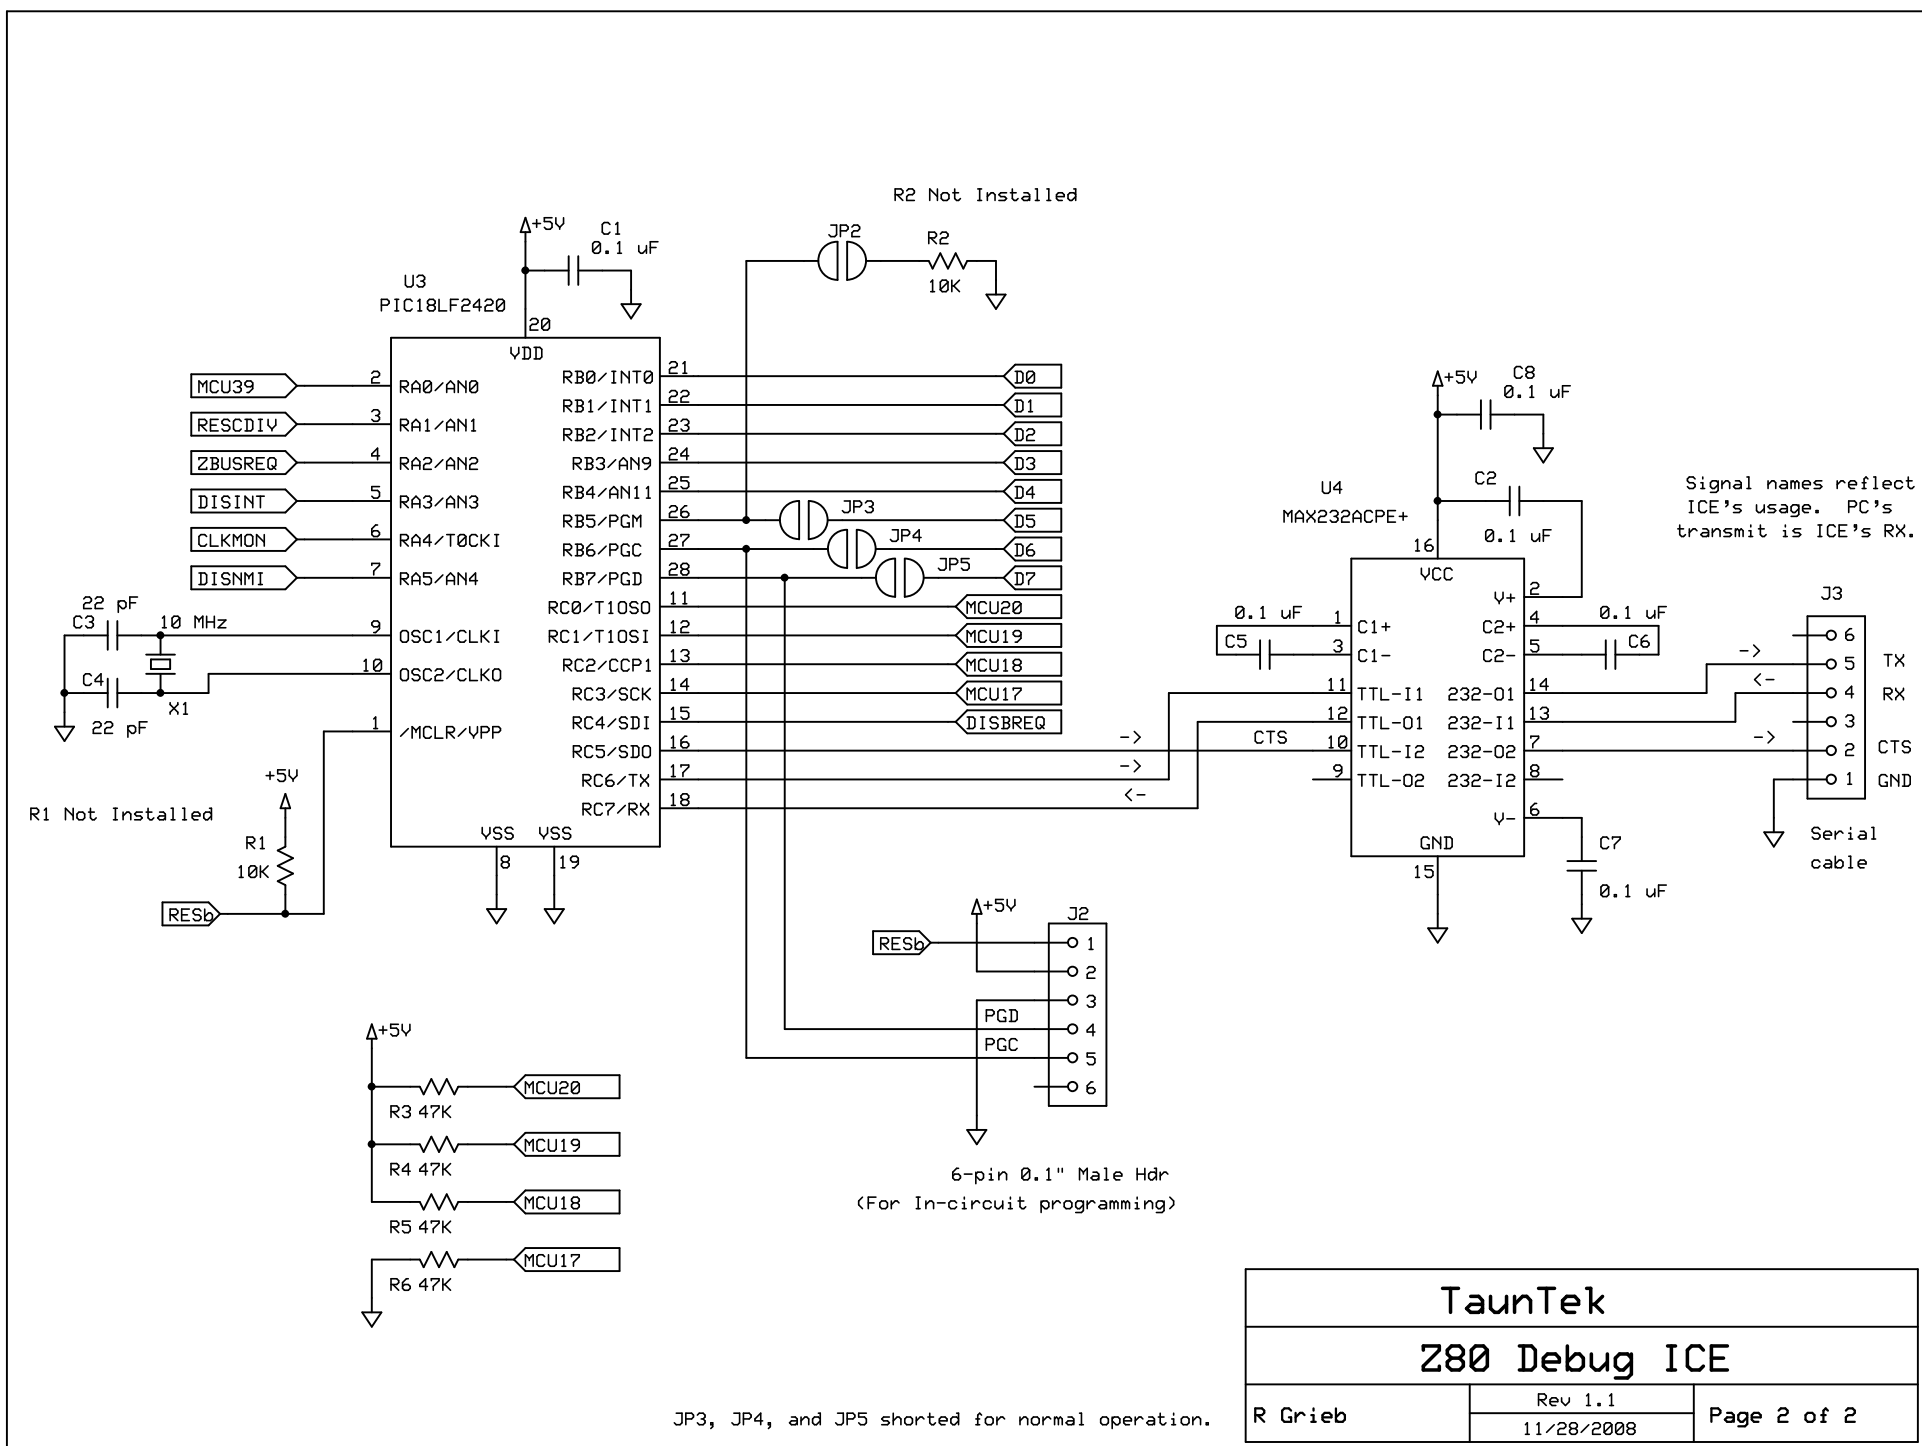 R2 Not Installed
+5V
C1
0.1 uF
JP2
R2
10K
U3
PIC18LF2420
20
VDD
MCU39
2
RA0/AN0
RESCDIV
3
RA1/AN1
ZBUSREQ
4
RA2/AN2
DISINT
5
RA3/AN3
CLKMON
6
RA4/T0CKI
DISNMI
7
RA5/AN4
22 pF
C3
10 MHz
9
OSC1/CLKI
10
OSC2/CLKO
C4
X1
22 pF
1
/MCLR/VPP
+5V
R1 Not Installed
R1
10K
RESb
VSS
VSS
8
19
RB0/INT0
21
D0
RB1/INT1
22
D1
RB2/INT2
23
D2
RB3/AN9
24
D3
RB4/AN11
25
D4
RB5/PGM
26
JP3
D5
RB6/PGC
27
JP4
D6
RB7/PGD
28
JP5
D7
RC0/T1OSO
11
MCU20
RC1/T1OSI
12
MCU19
RC2/CCP1
13
MCU18
RC3/SCK
14
MCU17
RC4/SDI
15
DISBREQ
RC5/SDO
16
->
CTS
RC6/TX
17
->
RC7/RX
18
<-
+5V
C8
0.1 uF
C2
0.1 uF
U4
MAX232ACPE+
16
VCC
V+
2
0.1 uF
C5
1
C1+
3
C1-
C2+
4
C2-
5
0.1 uF
C6
11
TTL-I1
232-O1
14
12
TTL-O1
232-I1
13
10
TTL-I2
232-O2
7
9
TTL-O2
232-I2
8
V-
6
GND
15
C7
0.1 uF
Signal names reflect
ICE's usage. PC's
transmit is ICE's RX.
J3
6
->
5
TX
<-
4
RX
3
->
2
CTS
1
GND
Serial
cable
+5V
J2
RESb
1
2
3
PGD
4
PGC
5
6
6-pin 0.1" Male Hdr
(For In-circuit programming)
+5V
MCU20
R3 47K
MCU19
R4 47K
MCU18
R5 47K
MCU17
R6 47K
JP3, JP4, and JP5 shorted for normal operation.
TaunTek
Z80 Debug ICE
R Grieb
Rev 1.1
11/28/2008
Page 2 of 2